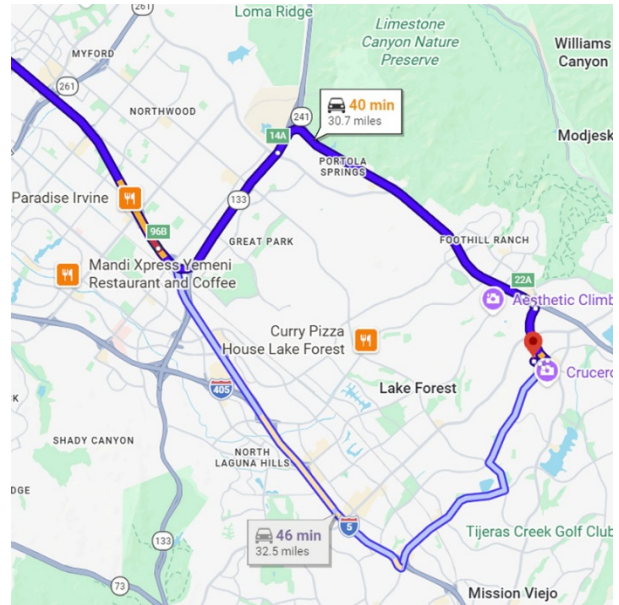 Loma Ridge
261
Limestone
Canyon Nature
Preserve
Williams
Canyon
MYFORD
261
NORTHWOOD
40 min
30.7 miles
241
14A
Modjesk
PORTOLA
SPRINGS
Paradise Irvine
133
96B
GREAT PARK
FOOTHILL RANCH
Mandi Xpress Yemeni
Restaurant and Coffee
22A
Aesthetic Climb
Curry Pizza
House Lake Forest
Crucero
405
Lake Forest
SHADY CANYON
NORTH
LAGUNA HILLS
DGE
46 min
32.5 miles
5
133
Tijeras Creek Golf Club
73
Mission Viejo